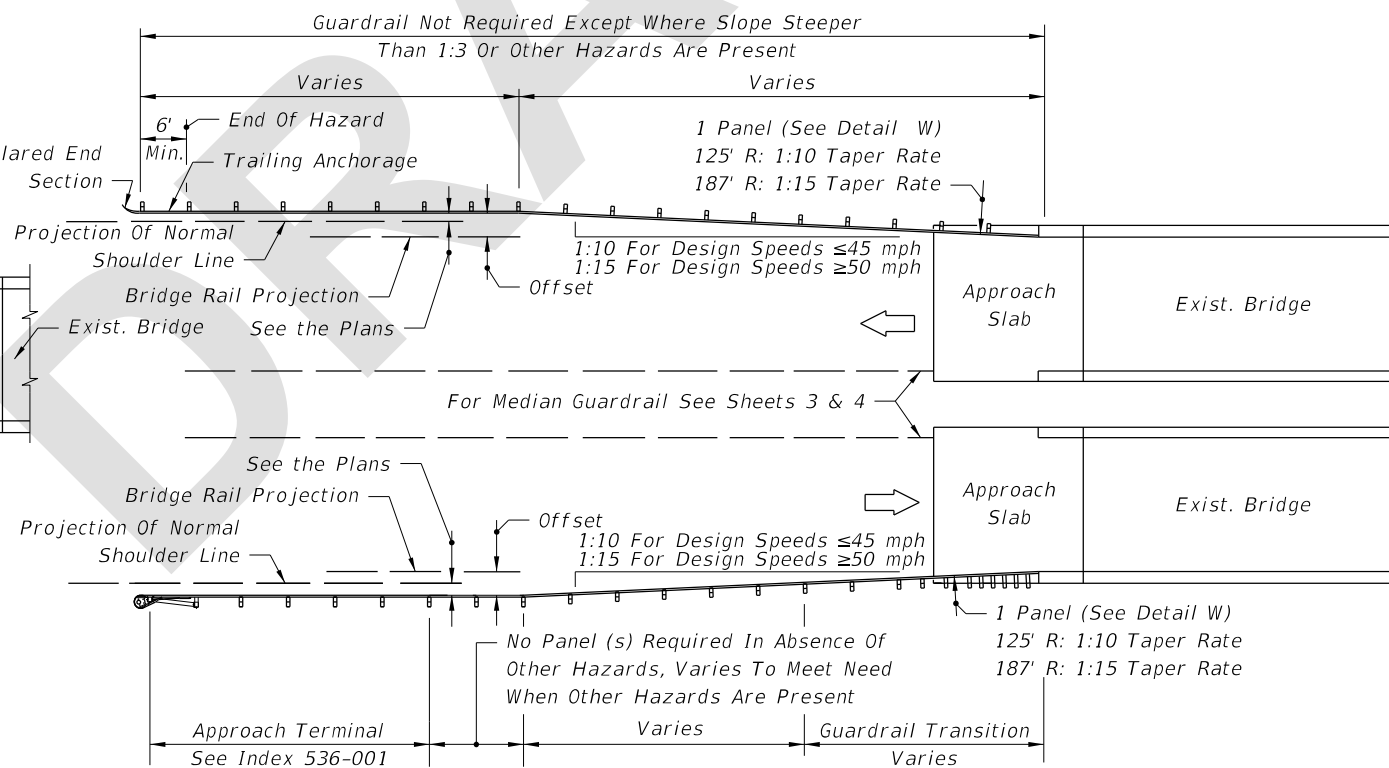 Guardrail Not Required Except Where Slope Steeper
Than 1:3 Or Other Hazards Are Present
Varies
Varies
6'
Min.
End Of Hazard
lared End
Section
Trailing Anchorage
1 Panel (See Detail W)
125' R: 1:10 Taper Rate
187' R: 1:15 Taper Rate
Projection Of Normal
Shoulder Line
1:10 For Design Speeds ≤45 mph
1:15 For Design Speeds ≥50 mph
Bridge Rail Projection
Offset
Exist. Bridge
See the Plans
Approach
Slab
Exist. Bridge
For Median Guardrail See Sheets 3 & 4
See the Plans
Bridge Rail Projection
Projection Of Normal
Shoulder Line
Offset
1:10 For Design Speeds ≤45 mph
1:15 For Design Speeds ≥50 mph
Approach
Slab
Exist. Bridge
No Panel (s) Required In Absence Of
Other Hazards, Varies To Meet Need
When Other Hazards Are Present
1 Panel (See Detail W)
125' R: 1:10 Taper Rate
187' R: 1:15 Taper Rate
Approach Terminal
See Index 536-001
Varies
Guardrail Transition
Varies
DRA